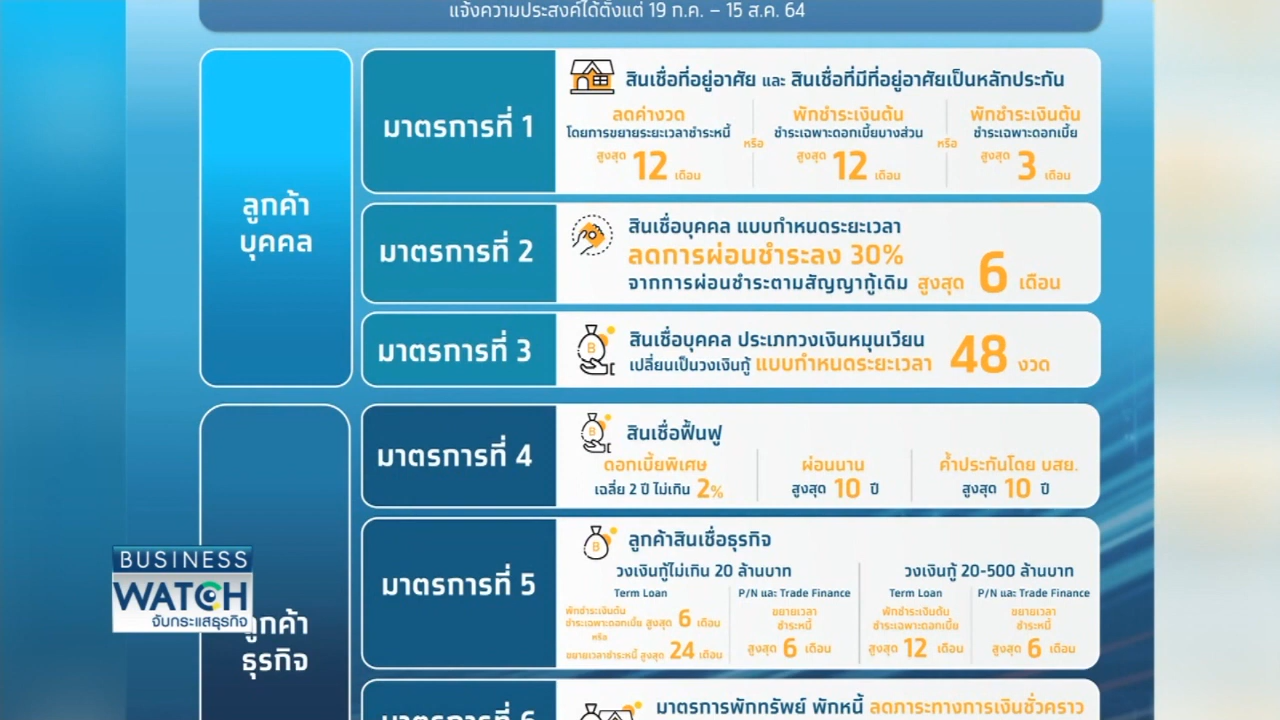 แจ้งความประสงค์ได้ตั้งแต่ 19 ก.ค. – 15 ส.ค. 64
ลูกค้า
บุคคล
มาตรการที่ 1
สินเชื่อที่อยู่อาศัย และ สินเชื่อที่มีที่อยู่อาศัยเป็นหลักประกัน
ลดค่างวด
โดยการขยายระยะเวลาชำระหนี้
สูงสุด 12 เดือน
หรือ
พักชำระเงินต้น
ชำระเฉพาะดอกเบี้ยบางส่วน
สูงสุด 12 เดือน
หรือ
พักชำระเงินต้น
ชำระเฉพาะดอกเบี้ย
สูงสุด 3 เดือน
มาตรการที่ 2
สินเชื่อบุคคล แบบกำหนดระยะเวลา
ลดการผ่อนชำระลง 30%
จากการผ่อนชำระตามสัญญากู้เดิม สูงสุด 6 เดือน
มาตรการที่ 3
สินเชื่อบุคคล ประเภทวงเงินหมุนเวียน
เปลี่ยนเป็นวงเงินกู้ แบบกำหนดระยะเวลา 48 งวด
ลูกค้า
ธุรกิจ
มาตรการที่ 4
สินเชื่อฟื้นฟู
ดอกเบี้ยพิเศษ
เฉลี่ย 2 ปี ไม่เกิน 2%
ผ่อนนาน
สูงสุด 10 ปี
ค้ำประกันโดย บสย.
สูงสุด 10 ปี
มาตรการที่ 5
ลูกค้าสินเชื่อธุรกิจ
วงเงินกู้ไม่เกิน 20 ล้านบาท
Term Loan
พักชำระเงินต้น
ชำระเฉพาะดอกเบี้ย สูงสุด 6 เดือน
หรือ
ขยายเวลาชำระหนี้ สูงสุด 24 เดือน
P/N และ Trade Finance
ขยายเวลา
ชำระหนี้
สูงสุด 6 เดือน
วงเงินกู้ 20-500 ล้านบาท
Term Loan
พักชำระเงินต้น
ชำระเฉพาะดอกเบี้ย
สูงสุด 12 เดือน
P/N และ Trade Finance
ขยายเวลา
ชำระหนี้
สูงสุด 6 เดือน
มาตรการที่ 6
มาตรการพักทรัพย์ พักหนี้ ลดภาระทางการเงินชั่วคราว
BUSINESS
WATCH
จับกระแสธุรกิจ